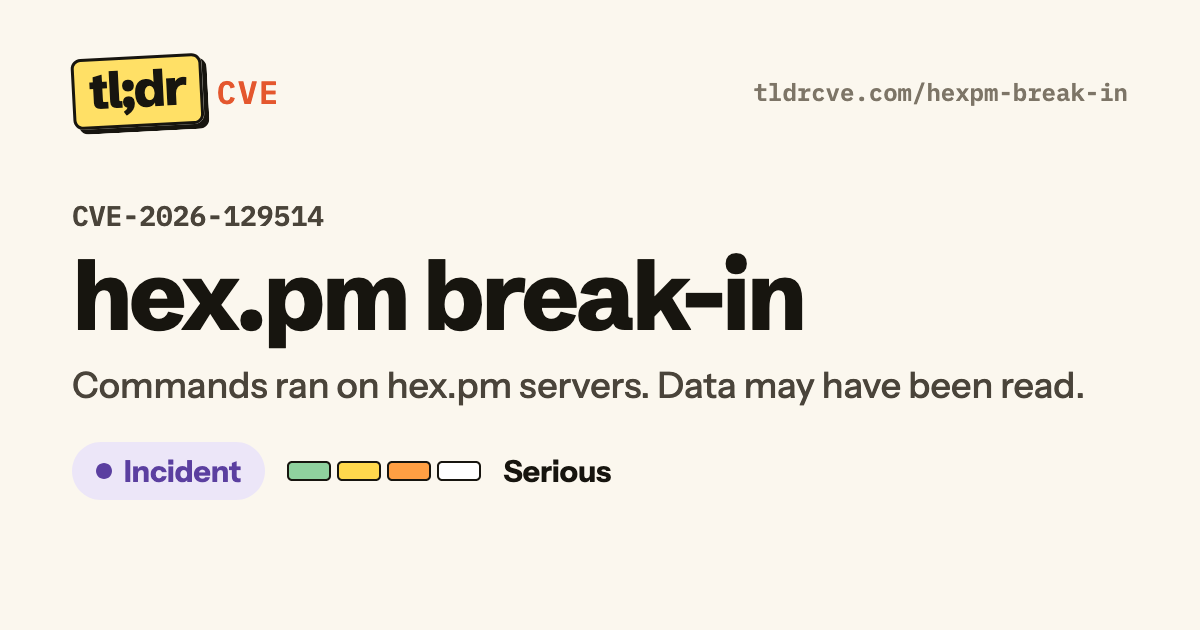 tl;dr CVE
tldrcve.com/hexpm-break-in
CVE-2026-129514
hex.pm break-in
Commands ran on hex.pm servers. Data may have been read.
Incident
Serious